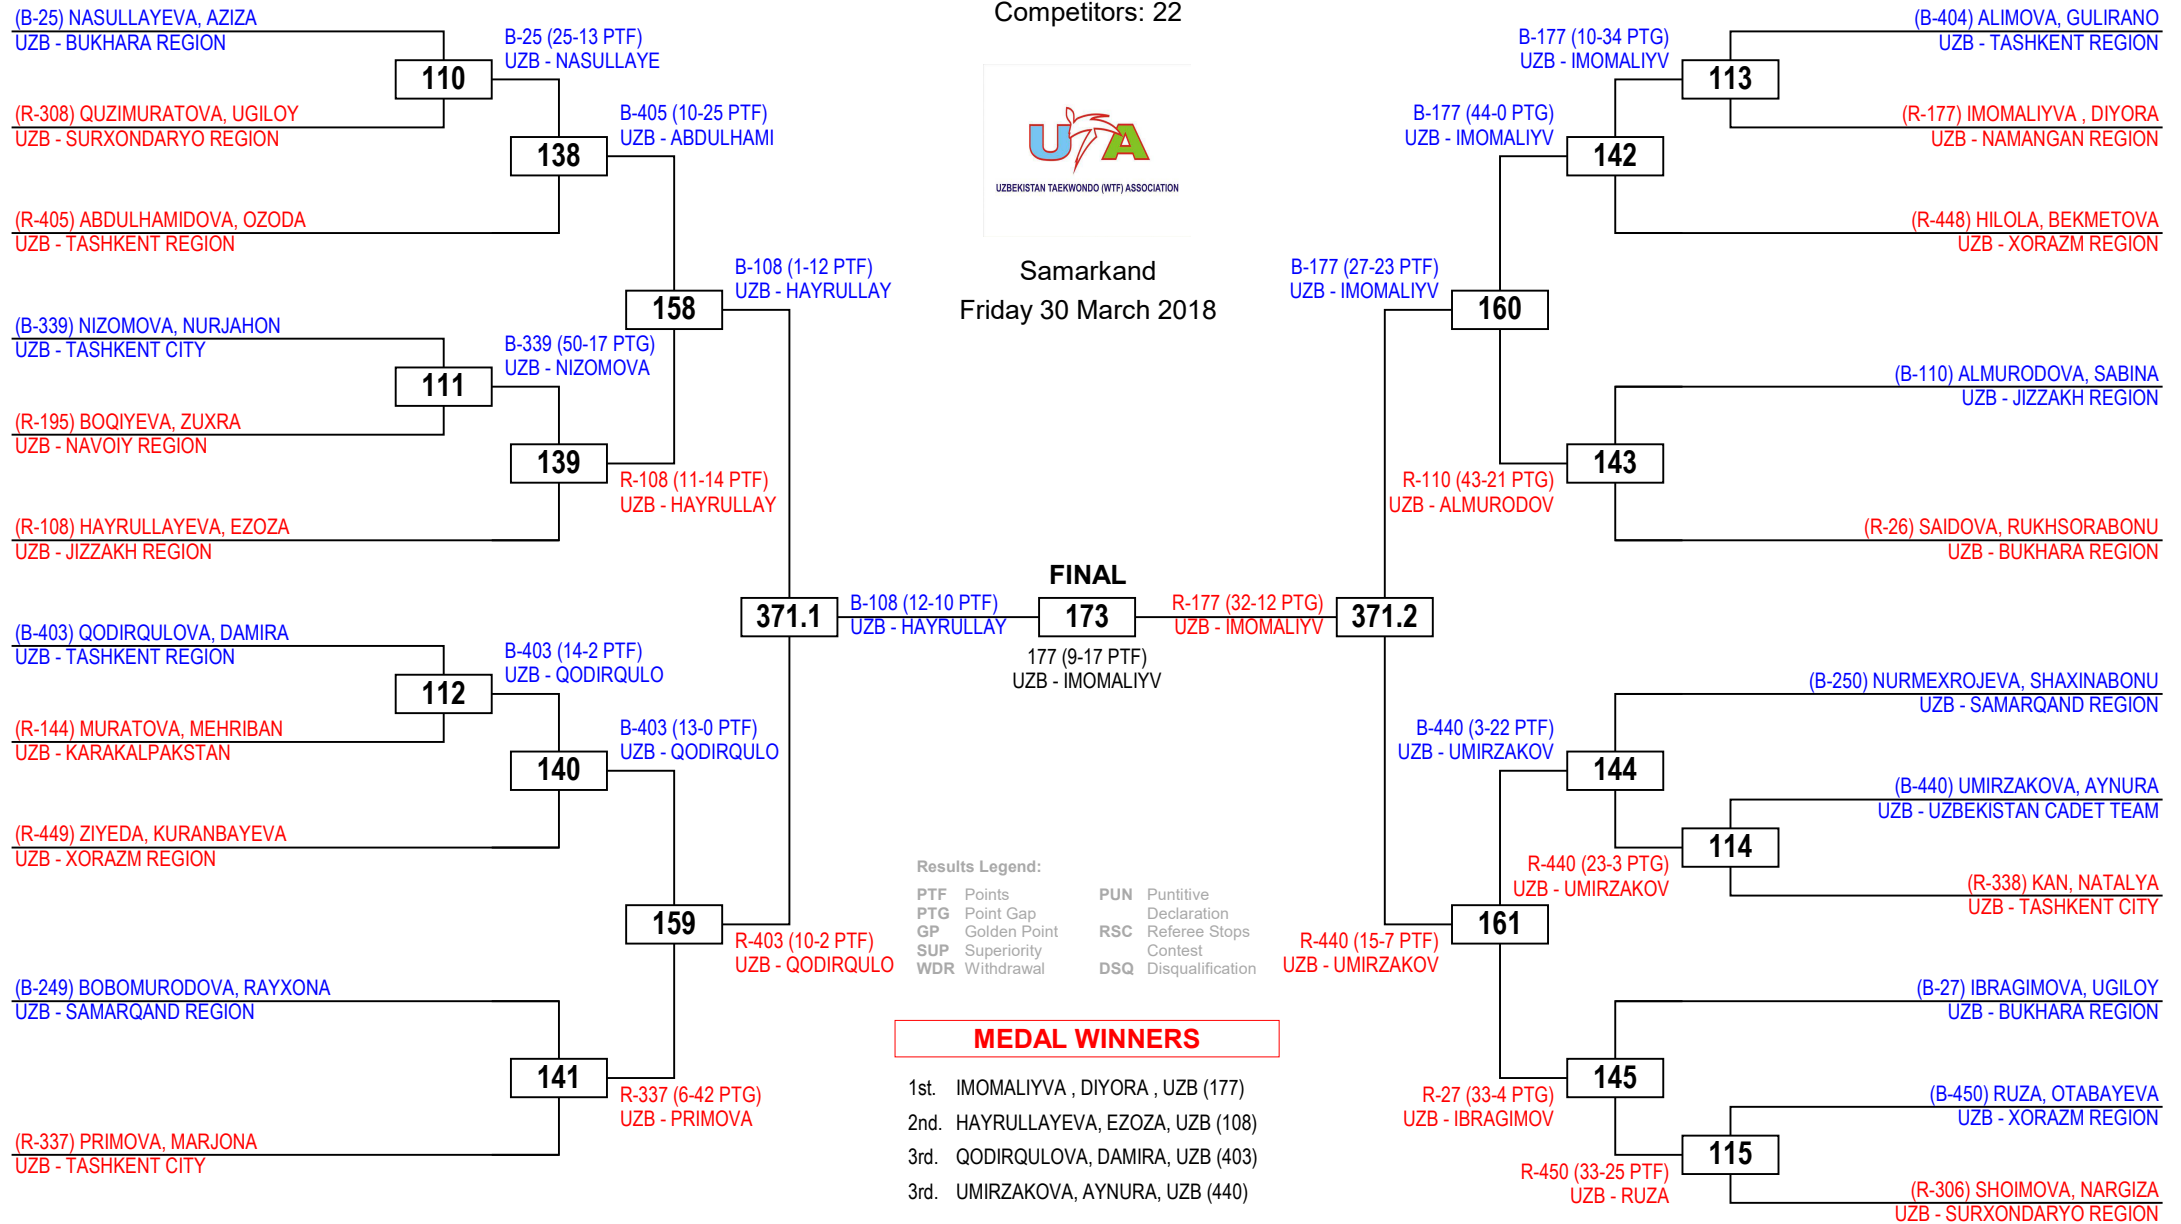 Competitors: 22
UTA
UZBEKISTAN TAEKWONDO (WTF) ASSOCIATION
Samarkand
Friday 30 March 2018
(B-25) NASULLAYEVA, AZIZA
UZB - BUKHARA REGION
110
(R-308) QUZIMURATOVA, UGILOY
UZB - SURXONDARYO REGION
B-25 (25-13 PTF)
UZB - NASULLAYE
138
(R-405) ABDULHAMIDOVA, OZODA
UZB - TASHKENT REGION
B-405 (10-25 PTF)
UZB - ABDULHAMI
158
B-108 (1-12 PTF)
UZB - HAYRULLAY
(B-339) NIZOMOVA, NURJAHON
UZB - TASHKENT CITY
111
(R-195) BOQIYEVA, ZUXRA
UZB - NAVOIY REGION
B-339 (50-17 PTG)
UZB - NIZOMOVA
139
(R-108) HAYRULLAYEVA, EZOZA
UZB - JIZZAKH REGION
R-108 (11-14 PTF)
UZB - HAYRULLAY
371.1
B-108 (12-10 PTF)
UZB - HAYRULLAY
(B-403) QODIRQULOVA, DAMIRA
UZB - TASHKENT REGION
112
(R-144) MURATOVA, MEHRIBAN
UZB - KARAKALPAKSTAN
B-403 (14-2 PTF)
UZB - QODIRQULO
140
(R-449) ZIYEDA, KURANBAYEVA
UZB - XORAZM REGION
B-403 (13-0 PTF)
UZB - QODIRQULO
159
R-403 (10-2 PTF)
UZB - QODIRQULO
(B-249) BOBOMURODOVA, RAYXONA
UZB - SAMARQAND REGION
141
(R-337) PRIMOVA, MARJONA
UZB - TASHKENT CITY
R-337 (6-42 PTG)
UZB - PRIMOVA
FINAL
173
177 (9-17 PTF)
UZB - IMOMALIYV
(B-404) ALIMOVA, GULIRANO
UZB - TASHKENT REGION
113
(R-177) IMOMALIYVA , DIYORA
UZB - NAMANGAN REGION
B-177 (10-34 PTG)
UZB - IMOMALIYV
142
(R-448) HILOLA, BEKMETOVA
UZB - XORAZM REGION
B-177 (44-0 PTG)
UZB - IMOMALIYV
160
B-177 (27-23 PTF)
UZB - IMOMALIYV
(B-110) ALMURODOVA, SABINA
UZB - JIZZAKH REGION
143
(R-26) SAIDOVA, RUKHSORABONU
UZB - BUKHARA REGION
R-110 (43-21 PTG)
UZB - ALMURODOV
371.2
R-177 (32-12 PTG)
UZB - IMOMALIYV
(B-250) NURMEXROJEVA, SHAXINABONU
UZB - SAMARQAND REGION
144
B-440 (3-22 PTF)
UZB - UMIRZAKOV
(B-440) UMIRZAKOVA, AYNURA
UZB - UZBEKISTAN CADET TEAM
114
(R-338) KAN, NATALYA
UZB - TASHKENT CITY
R-440 (23-3 PTG)
UZB - UMIRZAKOV
161
R-440 (15-7 PTF)
UZB - UMIRZAKOV
(B-27) IBRAGIMOVA, UGILOY
UZB - BUKHARA REGION
145
R-27 (33-4 PTG)
UZB - IBRAGIMOV
(B-450) RUZA, OTABAYEVA
UZB - XORAZM REGION
115
(R-306) SHOIMOVA, NARGIZA
UZB - SURXONDARYO REGION
R-450 (33-25 PTF)
UZB - RUZA
Results Legend:
PTF Points
PTG Point Gap
GP Golden Point
SUP Superiority
WDR Withdrawal
PUN Puntitive
Declaration
RSC Referee Stops
Contest
DSQ Disqualification
MEDAL WINNERS
1st. IMOMALIYVA , DIYORA , UZB (177)
2nd. HAYRULLAYEVA, EZOZA, UZB (108)
3rd. QODIRQULOVA, DAMIRA, UZB (403)
3rd. UMIRZAKOVA, AYNURA, UZB (440)